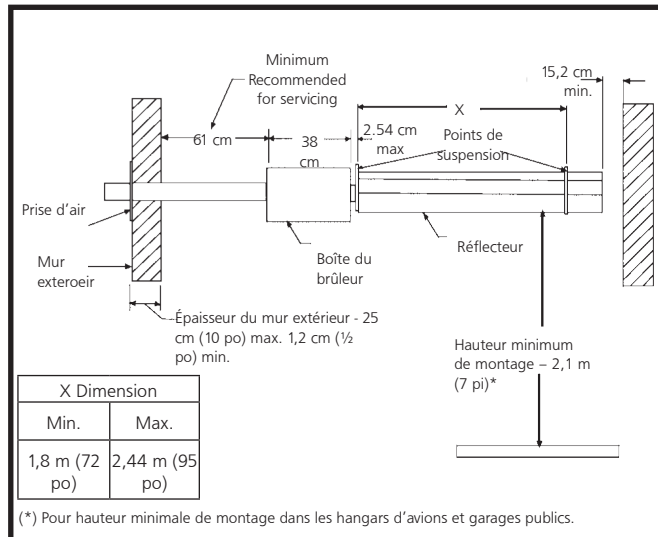 Minimum
Recommended
for servicing
15,2 cm
min.
X
61 cm
38
cm
2.54 cm
max
Points de
suspension
Prise d'air
Mur
exteroeir
Boîte du
brûleur
Réflecteur
Épaisseur du mur extérieur - 25
cm (10 po) max. 1,2 cm (½
po) min.
Hauteur minimum
de montage – 2,1 m
(7 pi)*
X Dimension
Min.
Max.
1,8 m (72
po)
2,44 m (95
po)
(*) Pour hauteur minimale de montage dans les hangars d'avions et garages publics.